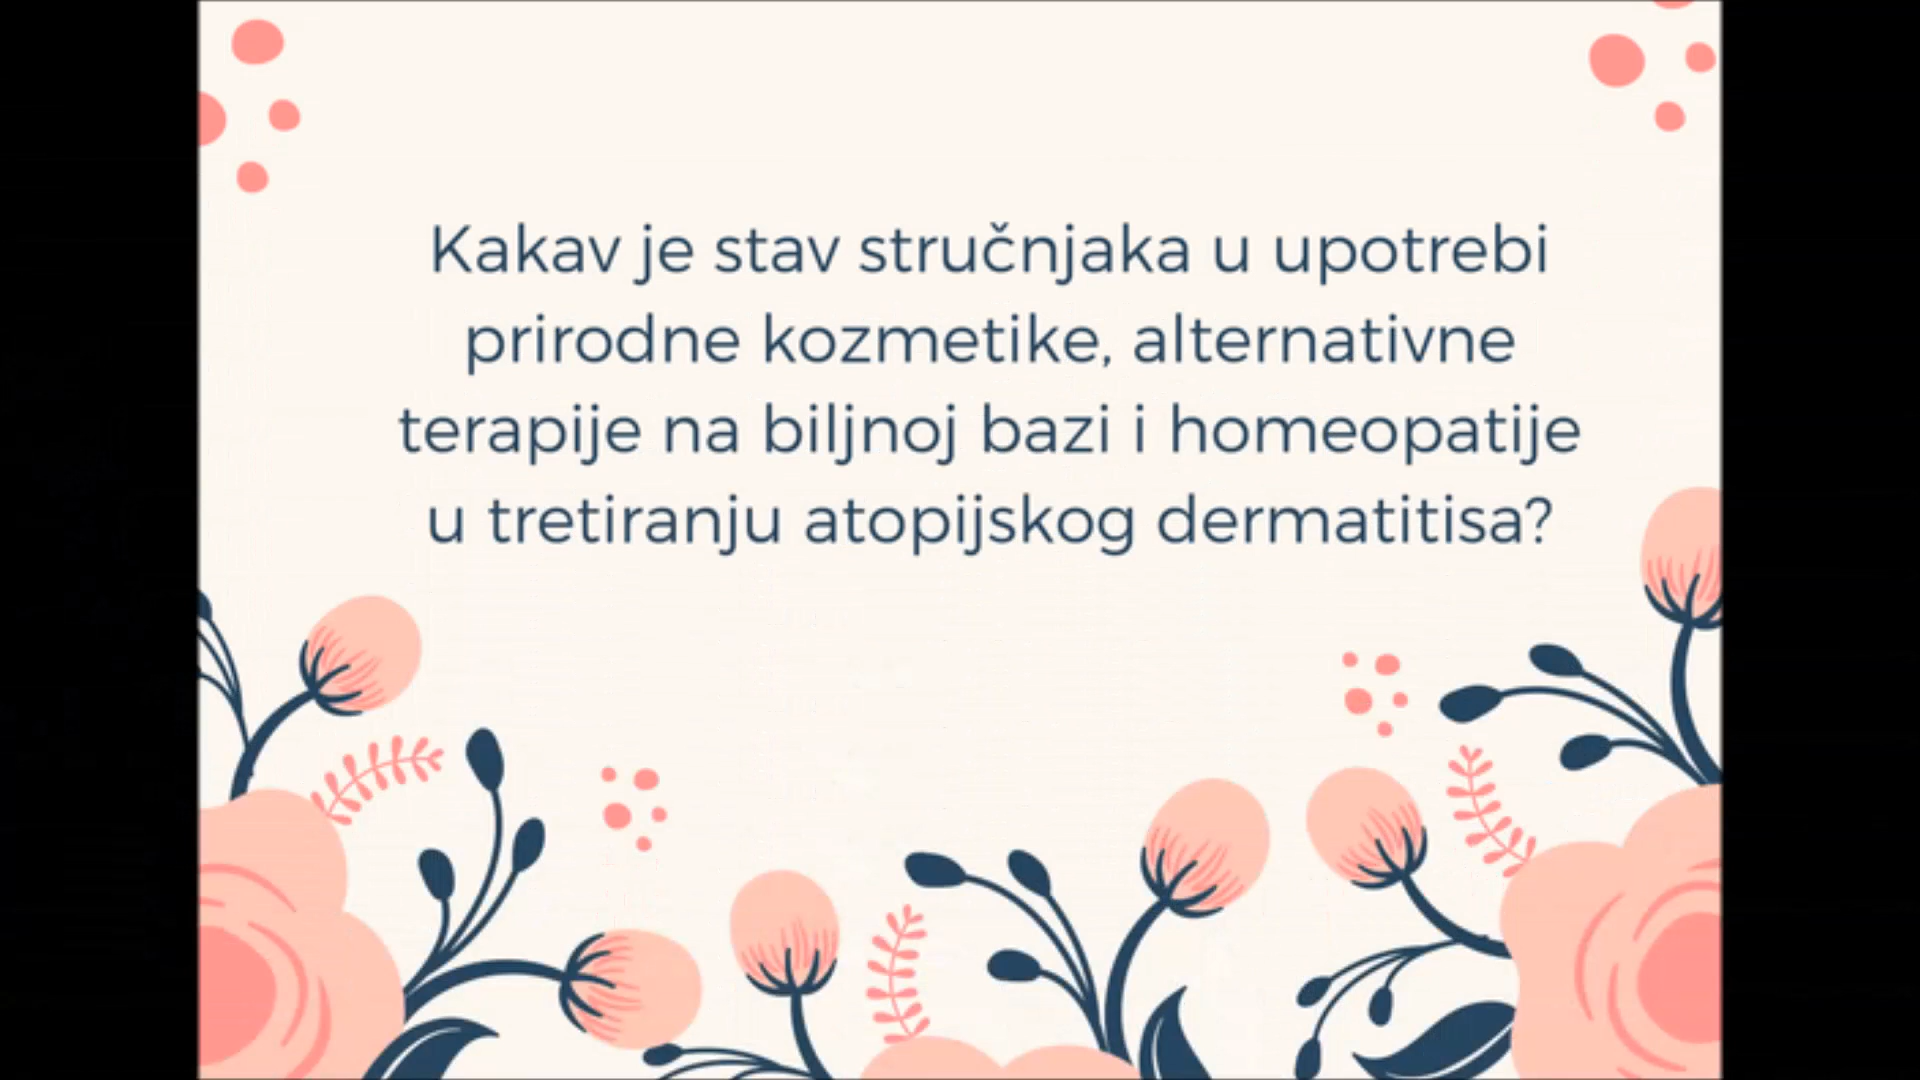 Kakav je stav stručnjaka u upotrebi
prirodne kozmetike, alternativne
terapije na biljnoj bazi i homeopatije
u tretiranju atopijskog dermatitisa?